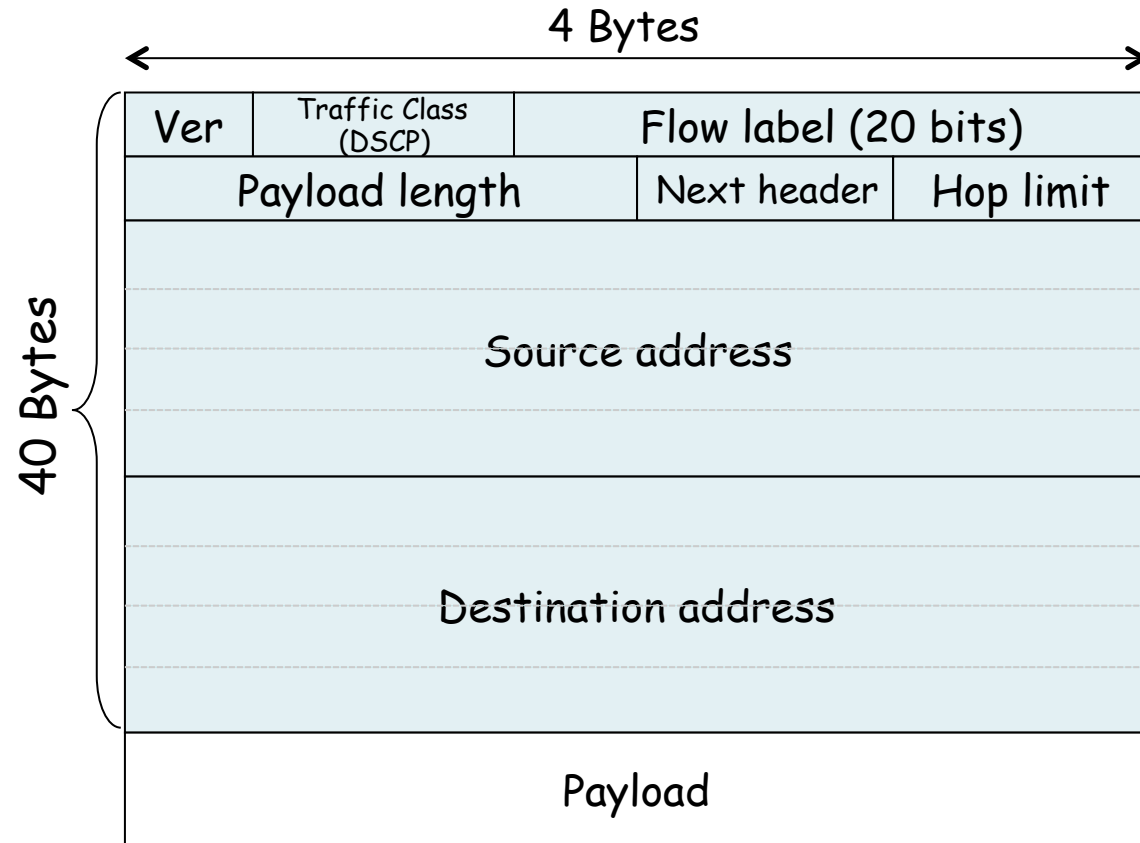 4 Bytes
Ver
Traffic Class
(DSCP)
Flow label (20 bits)
Payload length
Next header
Hop limit
40 Bytes
Source address
Destination address
Payload